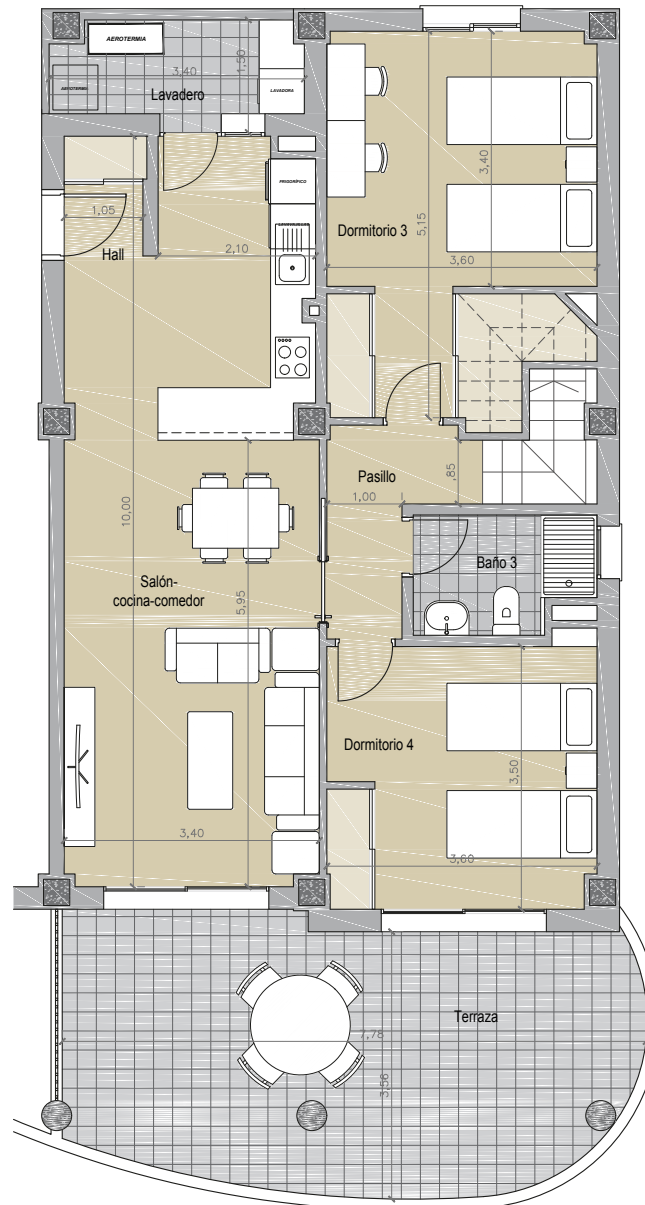 AEROTERMIA
3,40
1,50
AEROTERMIA
LAVADORA
Lavadero
FRIGORÍFICO
3,40
5,15
1,05
Dormitorio 3
Hall
2,10
3,60
LAVAVAJILLAS
Pasillo
,85
1,00
10,00
Baño 3
Salón-
cocina-comedor
5,95
Dormitorio 4
3,50
3,40
3,60
Terraza
7,78
3,56